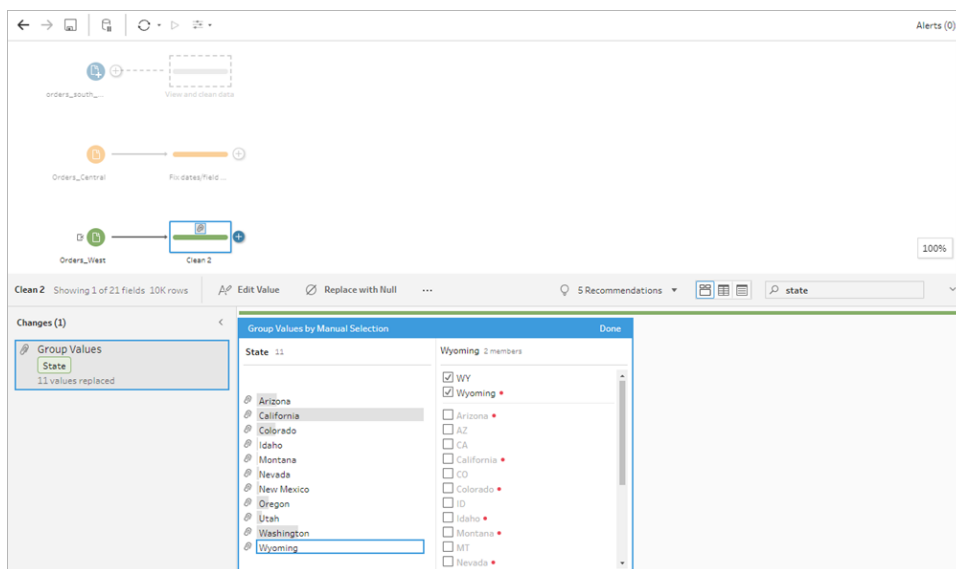 Alerts (0)
orders_south_...
View and clean data
Orders_Central
Fix dates/field ...
Orders_West
Clean 2
100%
Clean 2 Showing 1 of 21 fields 10K rows
Edit Value
Replace with Null
...
5 Recommendations
state
Changes (1)
Group Values
State
11 values replaced
Group Values by Manual Selection
Done
State 11
Arizona
California
Colorado
Idaho
Montana
Nevada
New Mexico
Oregon
Utah
Washington
Wyoming
Wyoming 2 members
WY
Wyoming
Arizona
AZ
CA
California
CO
Colorado
ID
Idaho
Montana
MT
Nevada